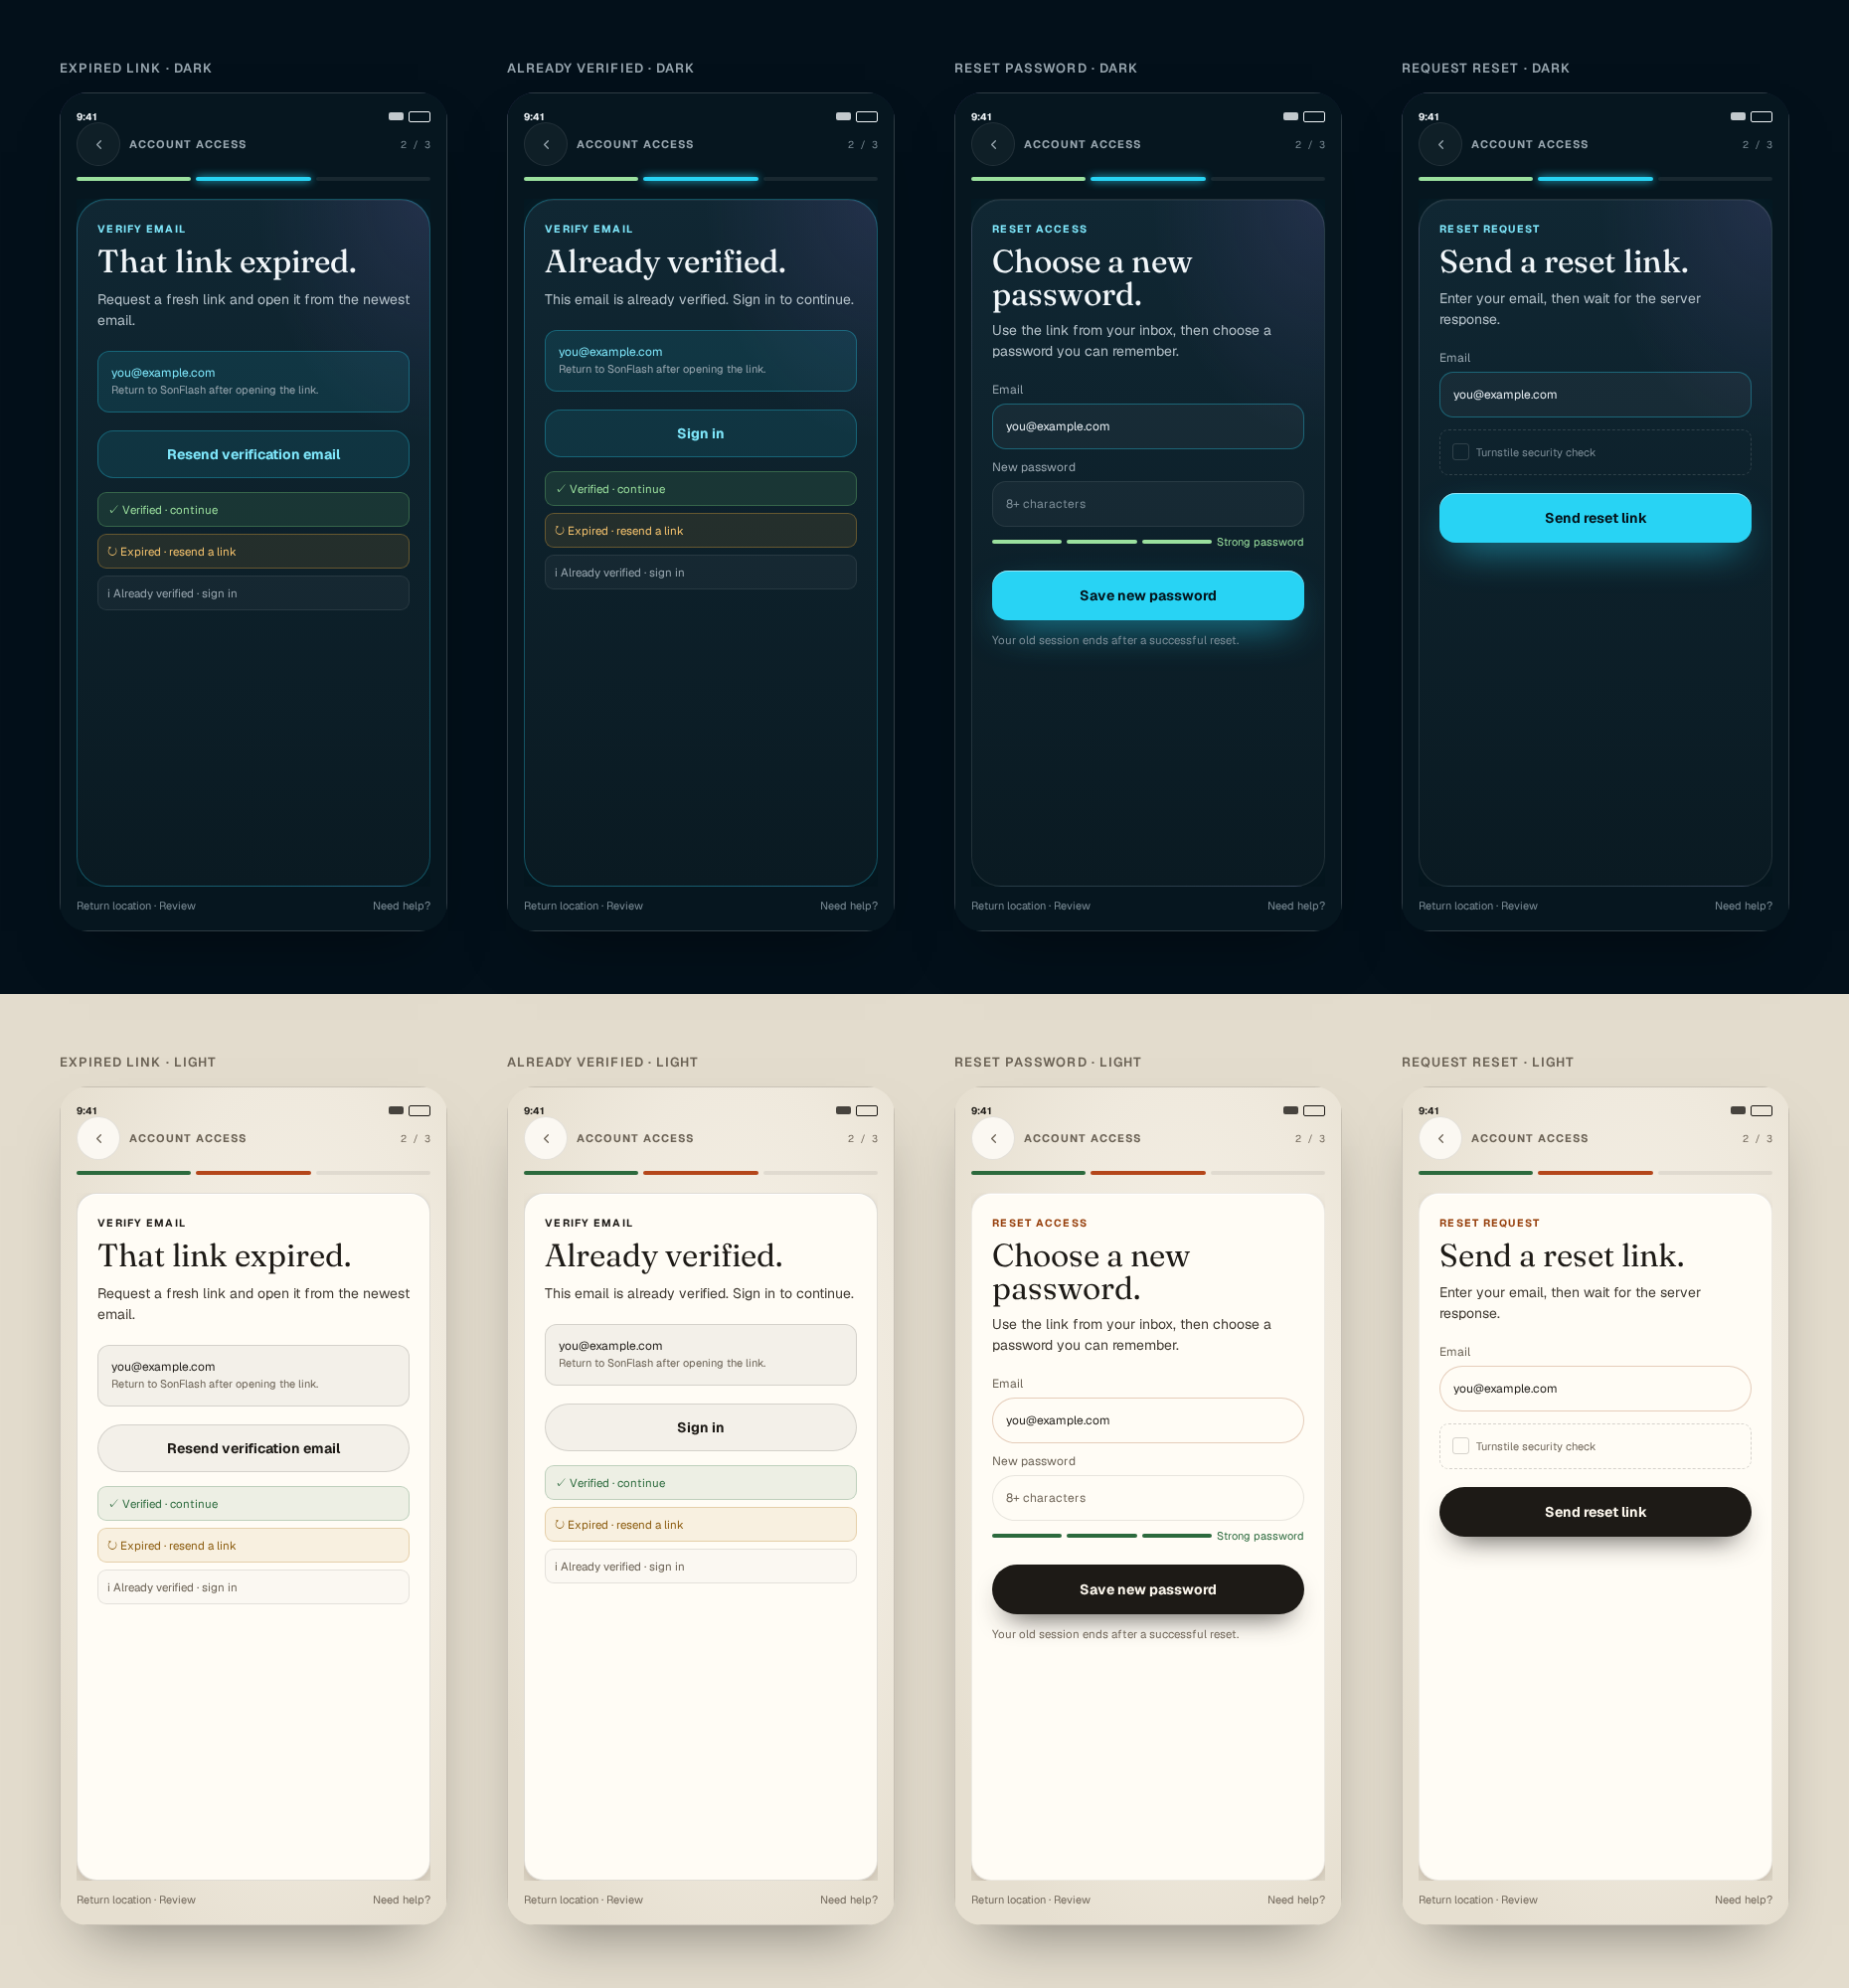 EXPIRED LINK · DARK
9:41
ACCOUNT ACCESS
2 / 3
VERIFY EMAIL
That link expired.
Request a fresh link and open it from the newest
email.
you@example.com
Return to SonFlash after opening the link.
Resend verification email
✓ Verified · continue
↻ Expired · resend a link
i Already verified · sign in
Return location · Review
Need help?
ALREADY VERIFIED · DARK
9:41
ACCOUNT ACCESS
2 / 3
VERIFY EMAIL
Already verified.
This email is already verified. Sign in to continue.
you@example.com
Return to SonFlash after opening the link.
Sign in
✓ Verified · continue
↻ Expired · resend a link
i Already verified · sign in
Return location · Review
Need help?
RESET PASSWORD · DARK
9:41
ACCOUNT ACCESS
2 / 3
RESET ACCESS
Choose a new
password.
Use the link from your inbox, then choose a
password you can remember.
Email
you@example.com
New password
8+ characters
Strong password
Save new password
Your old session ends after a successful reset.
Return location · Review
Need help?
REQUEST RESET · DARK
9:41
ACCOUNT ACCESS
2 / 3
RESET REQUEST
Send a reset link.
Enter your email, then wait for the server
response.
Email
you@example.com
Turnstile security check
Send reset link
Return location · Review
Need help?
EXPIRED LINK · LIGHT
9:41
ACCOUNT ACCESS
2 / 3
VERIFY EMAIL
That link expired.
Request a fresh link and open it from the newest
email.
you@example.com
Return to SonFlash after opening the link.
Resend verification email
✓ Verified · continue
↻ Expired · resend a link
i Already verified · sign in
Return location · Review
Need help?
ALREADY VERIFIED · LIGHT
9:41
ACCOUNT ACCESS
2 / 3
VERIFY EMAIL
Already verified.
This email is already verified. Sign in to continue.
you@example.com
Return to SonFlash after opening the link.
Sign in
✓ Verified · continue
↻ Expired · resend a link
i Already verified · sign in
Return location · Review
Need help?
RESET PASSWORD · LIGHT
9:41
ACCOUNT ACCESS
2 / 3
RESET ACCESS
Choose a new
password.
Use the link from your inbox, then choose a
password you can remember.
Email
you@example.com
New password
8+ characters
Strong password
Save new password
Your old session ends after a successful reset.
Return location · Review
Need help?
REQUEST RESET · LIGHT
9:41
ACCOUNT ACCESS
2 / 3
RESET REQUEST
Send a reset link.
Enter your email, then wait for the server
response.
Email
you@example.com
Turnstile security check
Send reset link
Return location · Review
Need help?